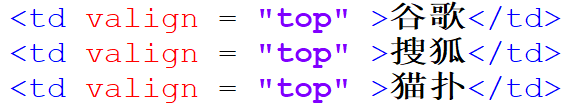 <td valign = "top" >谷歌</td>
<td valign = "top" >搜狐</td>
<td valign = "top" >猫扑</td>